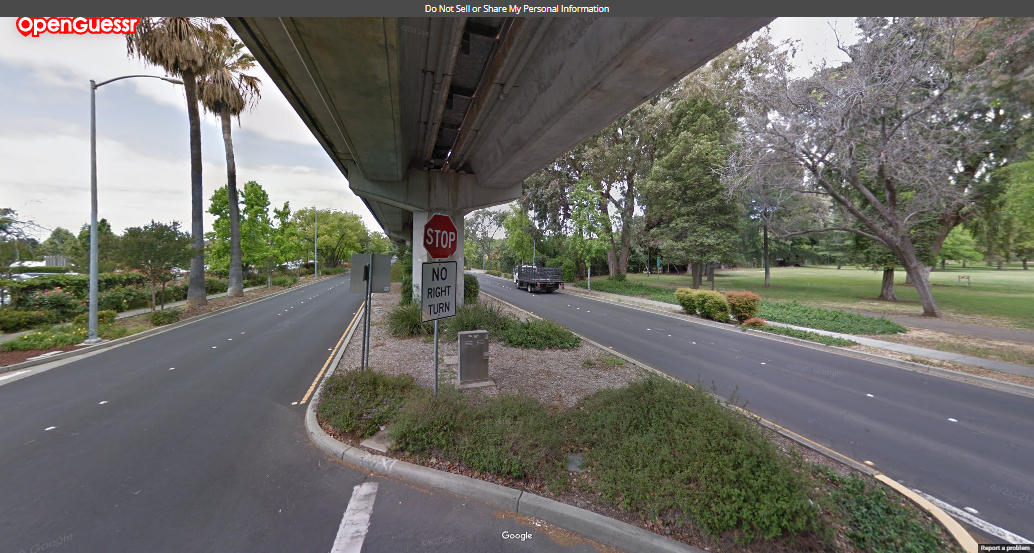 Do Not Sell or Share My Personal Information
OpenGuessr
STOP
NO
RIGHT
TURN
Google
Report a problem